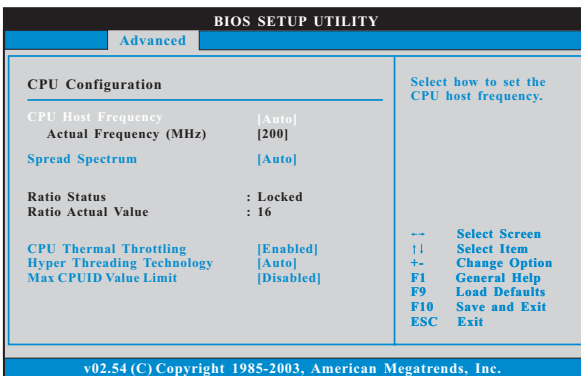 BIOS SETUP UTILITY
Advanced
CPU Configuration
CPU Host Frequency [Auto]
Actual Frequency (MHz) [200]
Spread Spectrum [Auto]
Ratio Status : Locked
Ratio Actual Value : 16
CPU Thermal Throttling [Enabled]
Hyper Threading Technology [Auto]
Max CPUID Value Limit [Disabled]
Select how to set the
CPU host frequency.
←→ Select Screen
↑↓ Select Item
+- Change Option
F1 General Help
F9 Load Defaults
F10 Save and Exit
ESC Exit
v02.54 (C) Copyright 1985-2003, American Megatrends, Inc.